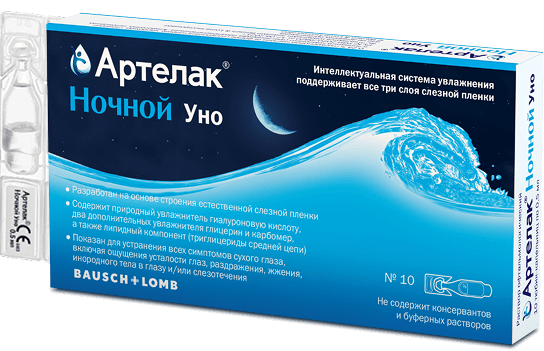 Артелак®
Ночной Уно
Интеллектуальная система увлажнения
поддерживает все три слоя слезной пленки
• Разработан на основе строения естественной слезной пленки
• Содержит природный увлажнитель гиалуроновую кислоту,
два дополнительных увлажнителя глицерин и карбомер,
а также липидный компонент (триглицериды средней цепи)
• Показан для устранения всех симптомов сухого глаза,
включая ощущения усталости глаз, раздражения, жжения,
инородного тела в глазу и/или слезотечения
BAUSCH+LOMB
№ 10
Не содержит консервантов
и буферных растворов
Артелак®
Ночной Уно
0.5 мл
CE
Артелак®
Ночной Уно